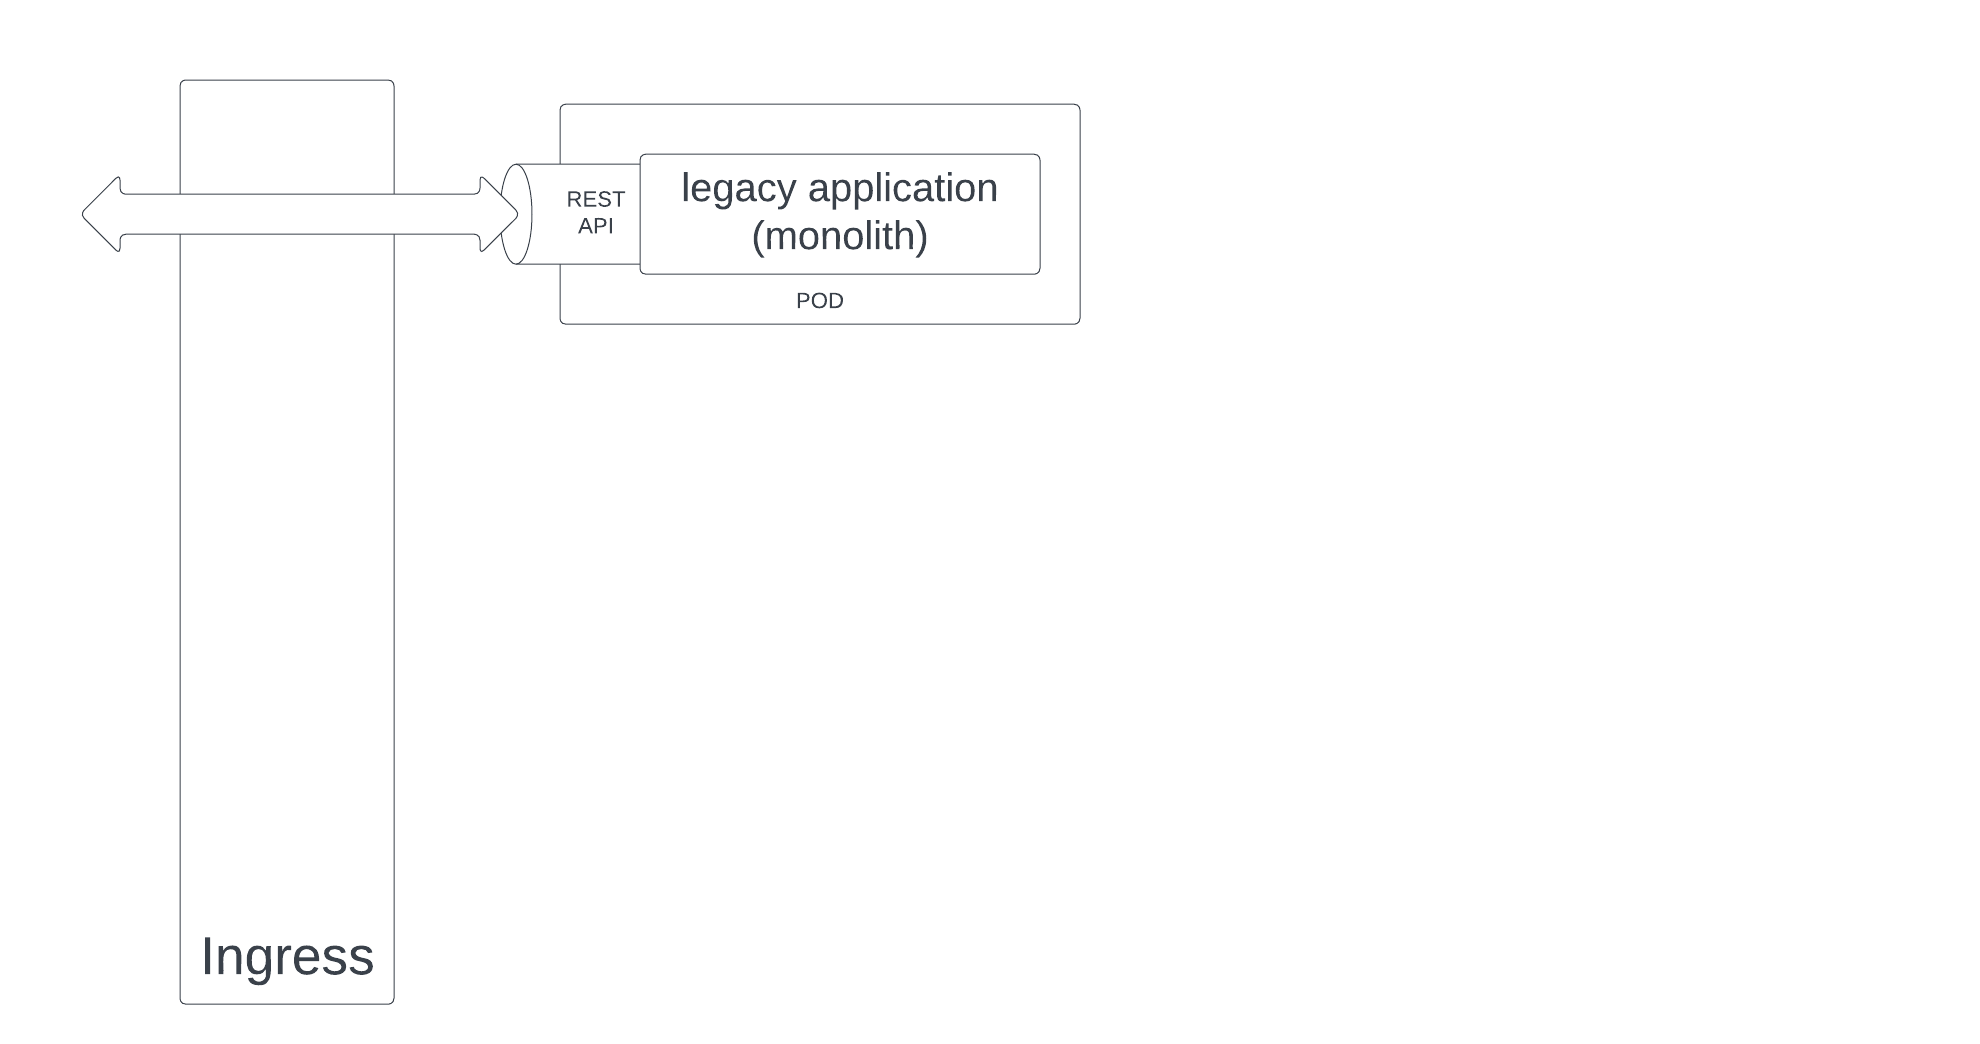 REST
API
legacy application
(monolith)
POD
Ingress